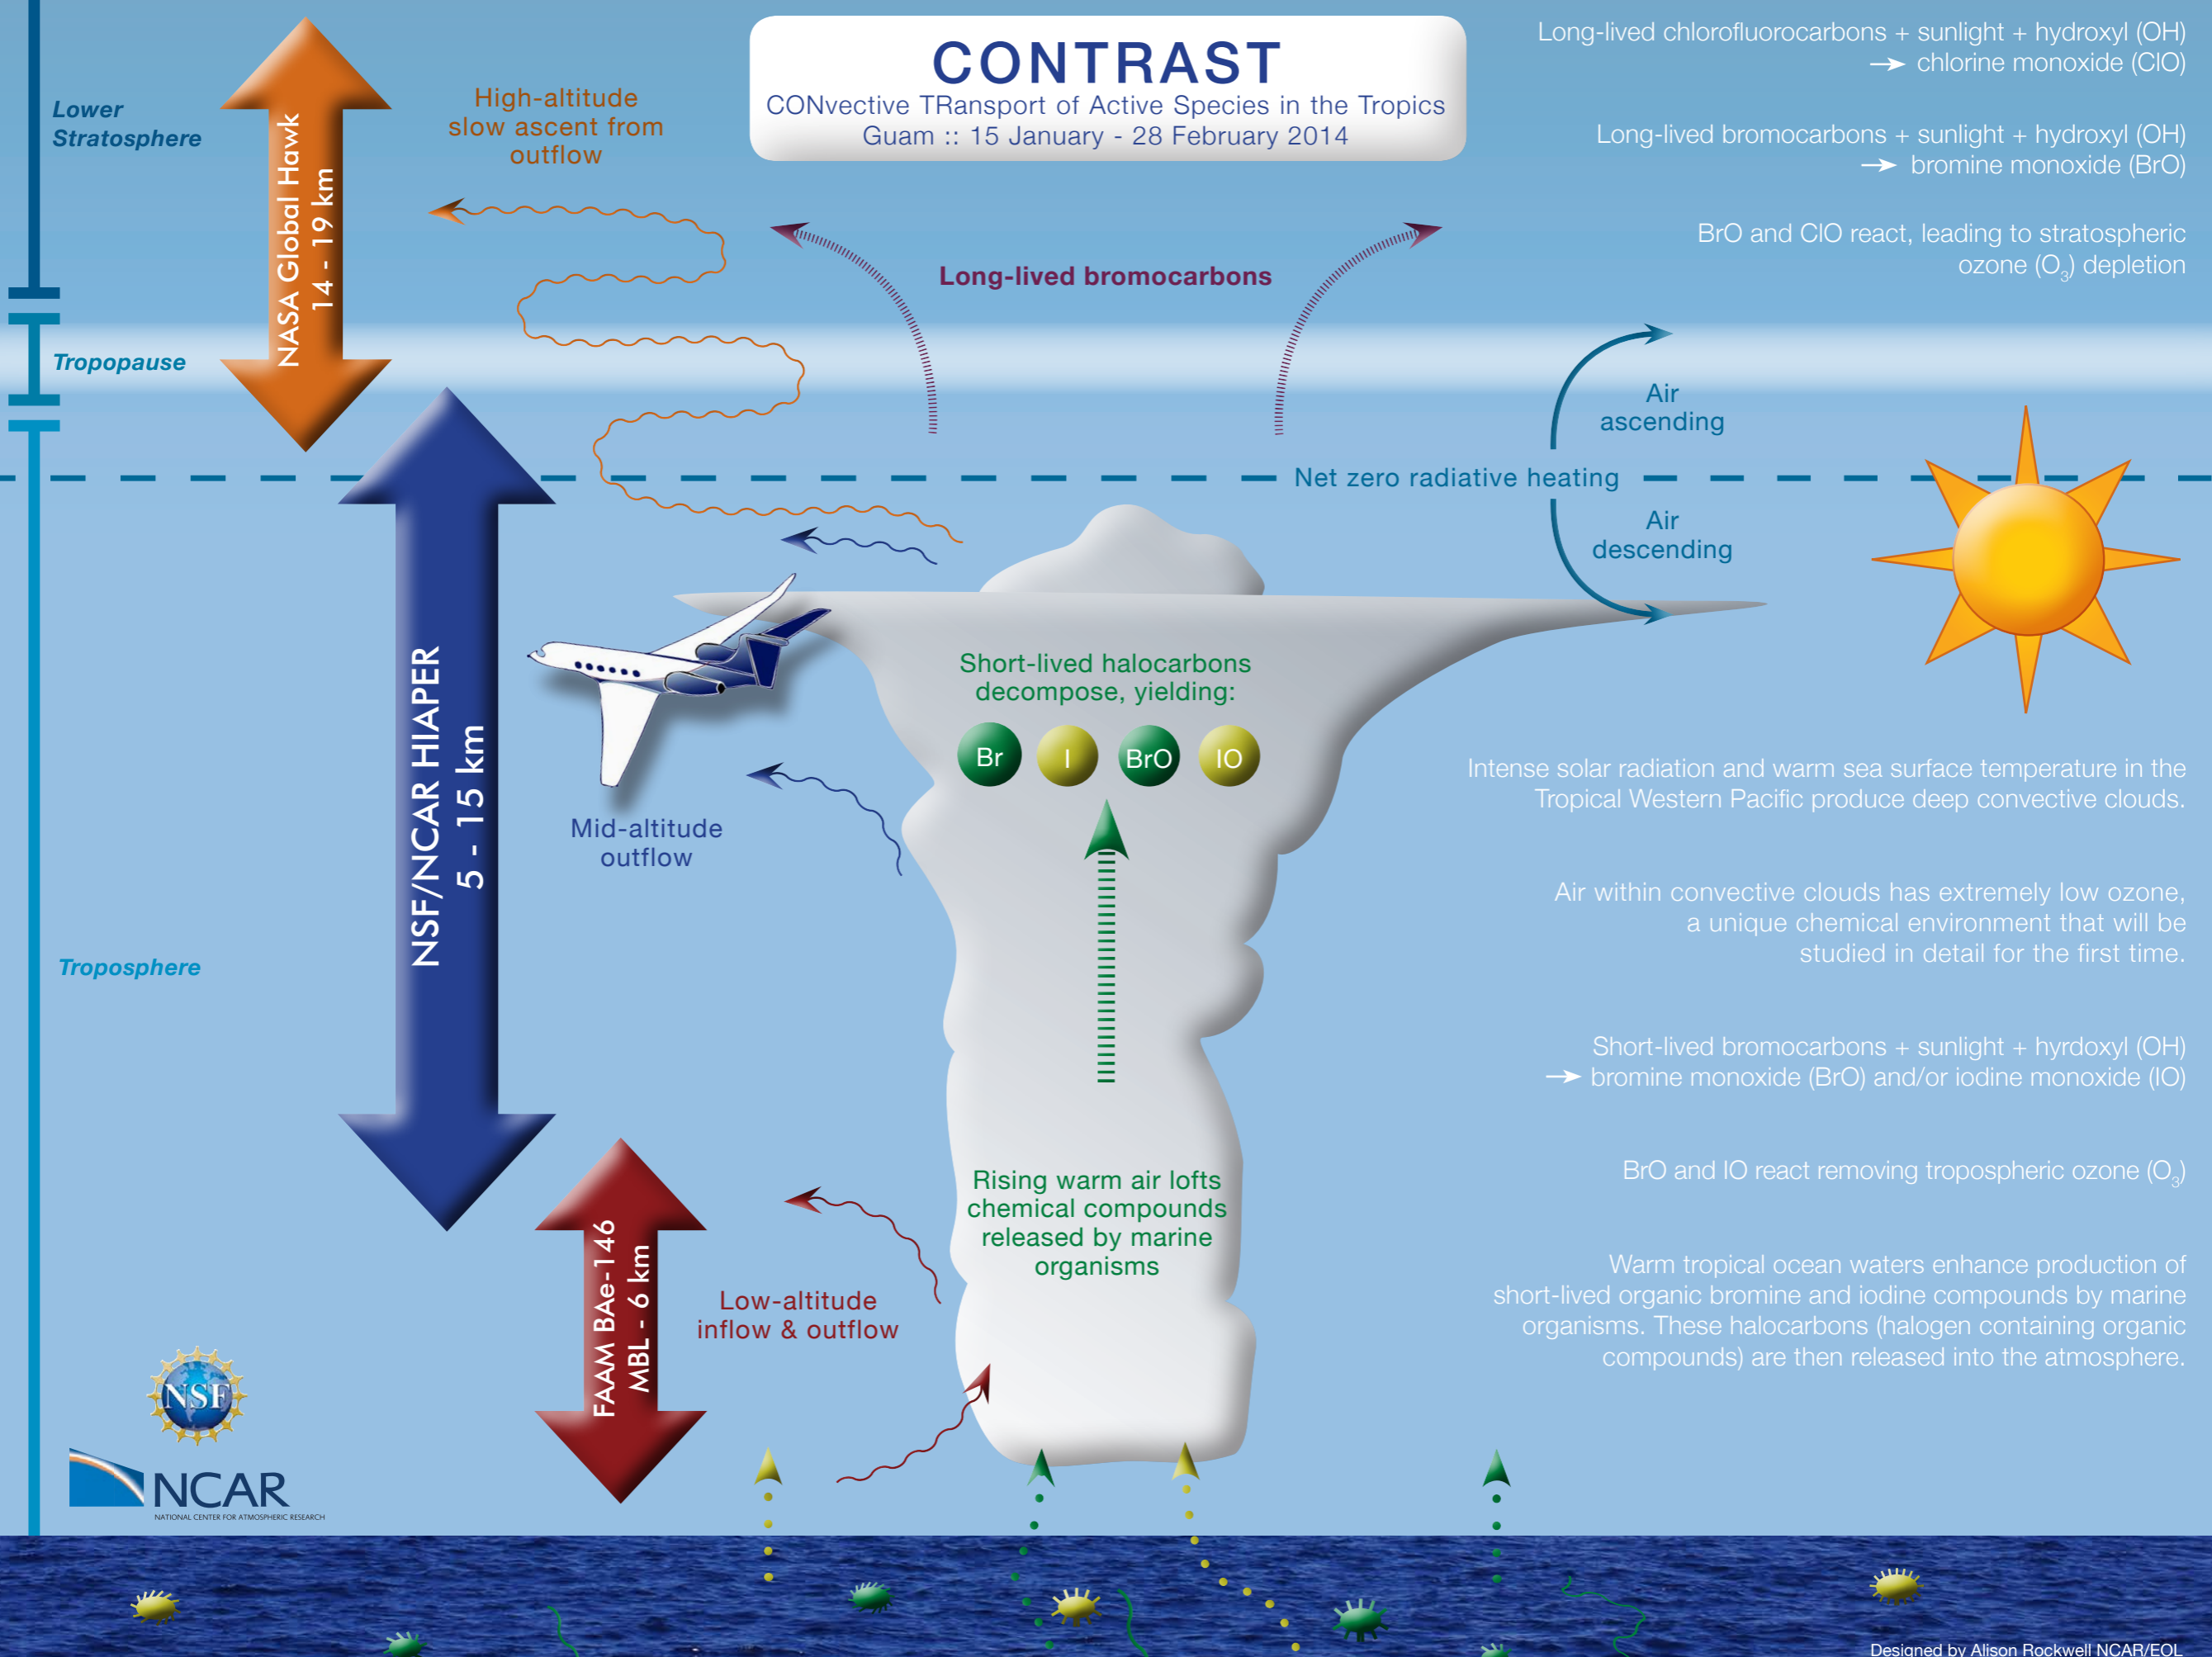 CONTRAST
CONvective TRansport of Active Species in the Tropics
Guam :: 15 January - 28 February 2014
Lower
Stratosphere
Tropopause
Troposphere
NASA Global Hawk
14 - 19 km
High-altitude
slow ascent from
outflow
Long-lived bromocarbons
Long-lived chlorofluorocarbons + sunlight + hydroxyl (OH)
→ chlorine monoxide (ClO)
Long-lived bromocarbons + sunlight + hydroxyl (OH)
→ bromine monoxide (BrO)
BrO and ClO react, leading to stratospheric
ozone (O3) depletion
Air
ascending
Net zero radiative heating
Air
descending
NSF/NCAR HIAPER
5 - 15 km
Mid-altitude
outflow
Short-lived halocarbons
decompose, yielding:
Br I BrO IO
Rising warm air lofts
chemical compounds
released by marine
organisms
FAAM BAe-146
MBL - 6 km
Low-altitude
inflow & outflow
Intense solar radiation and warm sea surface temperature in the
Tropical Western Pacific produce deep convective clouds.
Air within convective clouds has extremely low ozone,
a unique chemical environment that will be
studied in detail for the first time.
Short-lived bromocarbons + sunlight + hyrdoxyl (OH)
→ bromine monoxide (BrO) and/or iodine monoxide (IO)
BrO and IO react removing tropospheric ozone (O3)
Warm tropical ocean waters enhance production of
short-lived organic bromine and iodine compounds by marine
organisms. These halocarbons (halogen containing organic
compounds) are then released into the atmosphere.
NSF
NCAR
NATIONAL CENTER FOR ATMOSPHERIC RESEARCH
Designed by Alison Rockwell NCAR/EOL